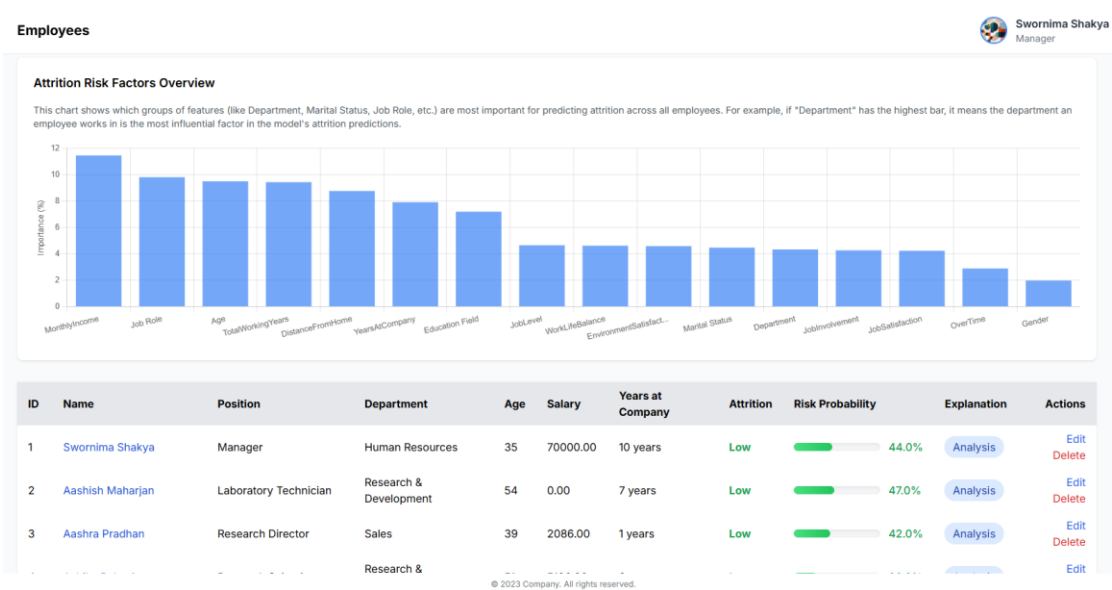 Employees
Swornima Shakya
Manager
Attrition Risk Factors Overview
This chart shows which groups of features (like Department, Marital Status, Job Role, etc.) are most important for predicting attrition across all employees. For example, if "Department" has the highest bar, it means the department an
employee works in is the most influential factor in the model's attrition predictions.
12
10
8
6
4
2
0
Importance (%)
MonthlyIncome
Job Role
Age
TotalWorkingYears
DistanceFromHome
YearsAtCompany
Education Field
JobLevel
WorkLifeBalance
EnvironmentSatisfact...
Marital Status
Department
JobInvolvement
JobSatisfaction
OverTime
Gender
ID Name Position Department Age Salary Years at Company Attrition Risk Probability Explanation Actions
1 Swornima Shakya Manager Human Resources 35 70000.00 10 years Low 44.0% Analysis Edit
Delete
2 Aashish Maharjan Laboratory Technician Research & Development 54 0.00 7 years Low 47.0% Analysis Edit
Delete
3 Aashra Pradhan Research Director Sales 39 2086.00 1 years Low 42.0% Analysis Edit
Delete
Research & Edit
© 2023 Company. All rights reserved.